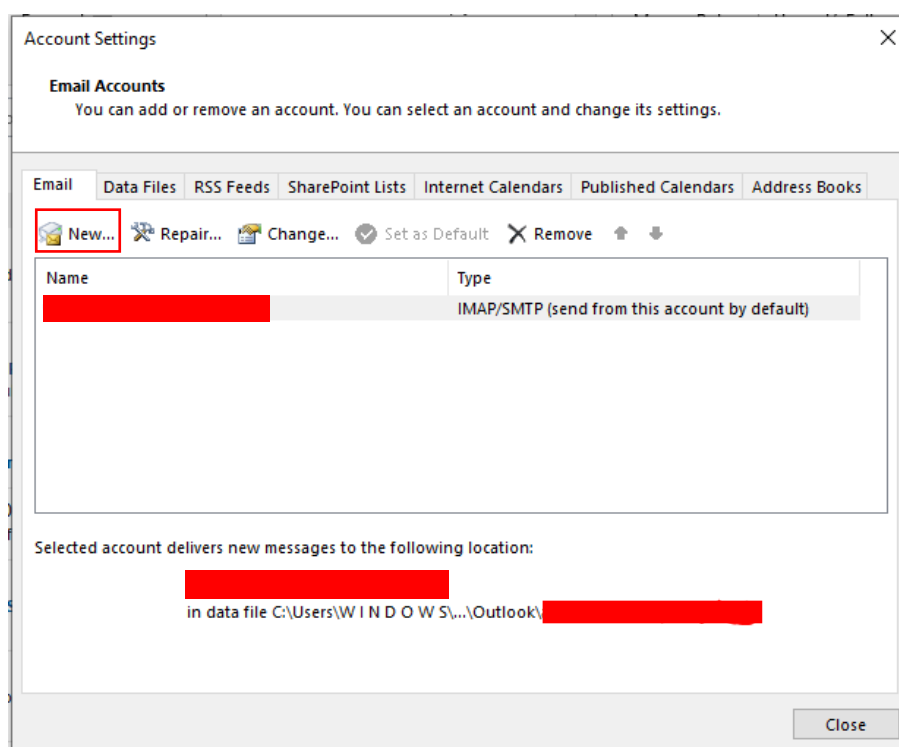 Account Settings
Email Accounts
You can add or remove an account. You can select an account and change its settings.
Email Data Files RSS Feeds SharePoint Lists Internet Calendars Published Calendars Address Books
New... Repair... Change... Set as Default Remove
Name Type
IMAP/SMTP (send from this account by default)
Selected account delivers new messages to the following location:
in data file C:\Users\W I N D O W S\...\Outlook\
Close